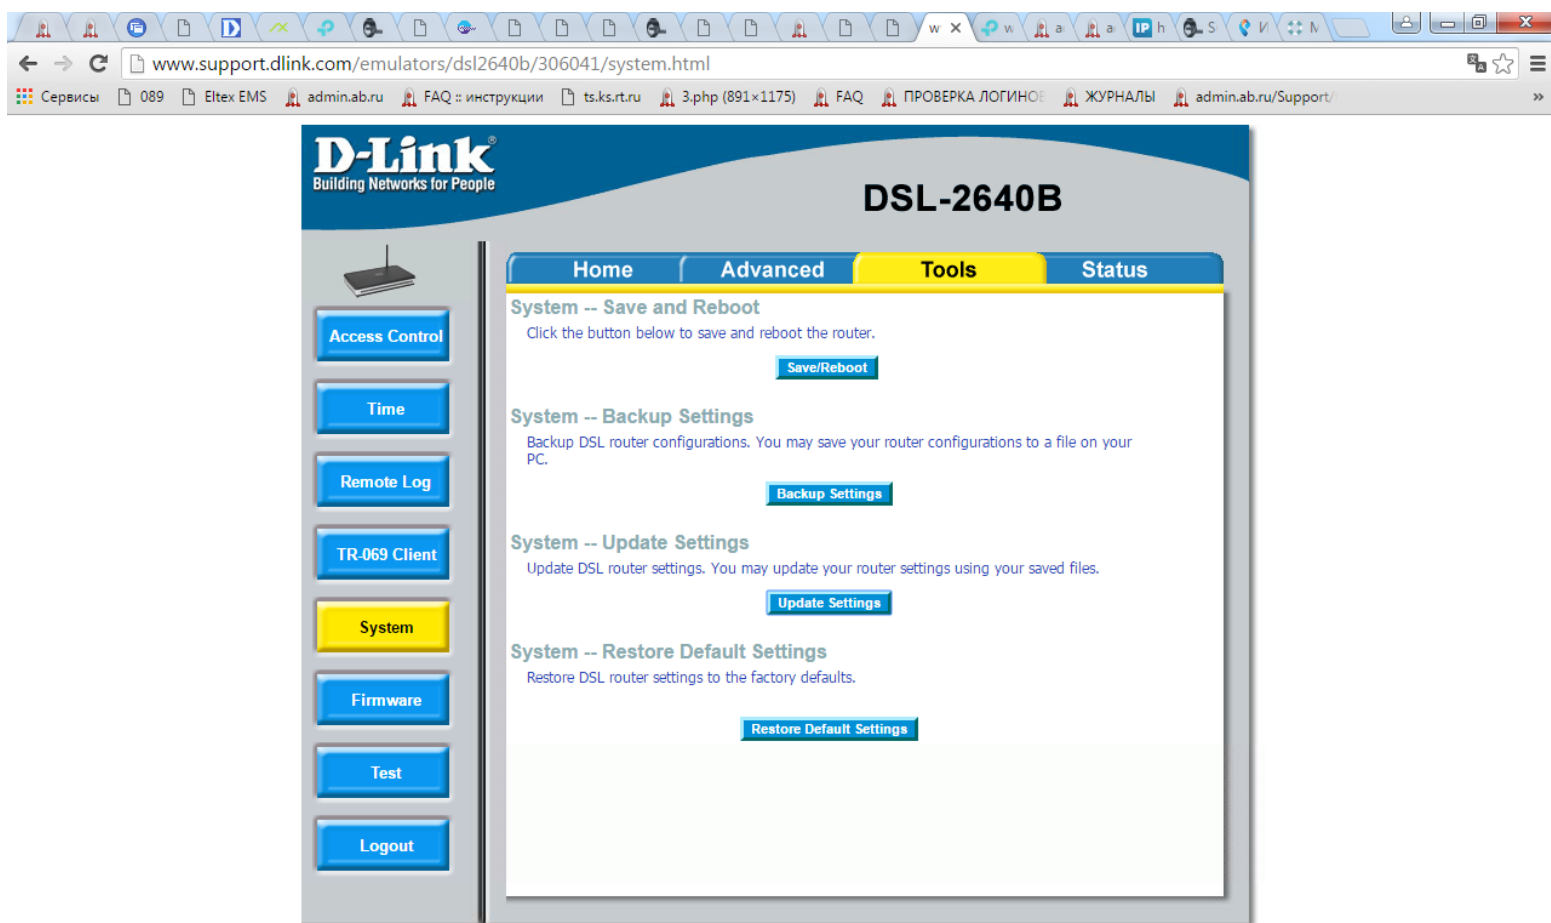 w
w
a
a
h
S
И
M
www.support.dlink.com/emulators/dsl2640b/306041/system.html
Сервисы 089 Eltex EMS admin.ab.ru FAQ :: инструкции ts.ks.rt.ru 3.php (891×1175) FAQ ПРОВЕРКА ЛОГИНОВ ЖУРНАЛЫ admin.ab.ru/Support/ »
D-Link®
Building Networks for People
DSL-2640B
Home Advanced Tools Status
Access Control
Time
Remote Log
TR-069 Client
System
Firmware
Test
Logout
System -- Save and Reboot
Click the button below to save and reboot the router.
Save/Reboot
System -- Backup Settings
Backup DSL router configurations. You may save your router configurations to a file on your
PC.
Backup Settings
System -- Update Settings
Update DSL router settings. You may update your router settings using your saved files.
Update Settings
System -- Restore Default Settings
Restore DSL router settings to the factory defaults.
Restore Default Settings